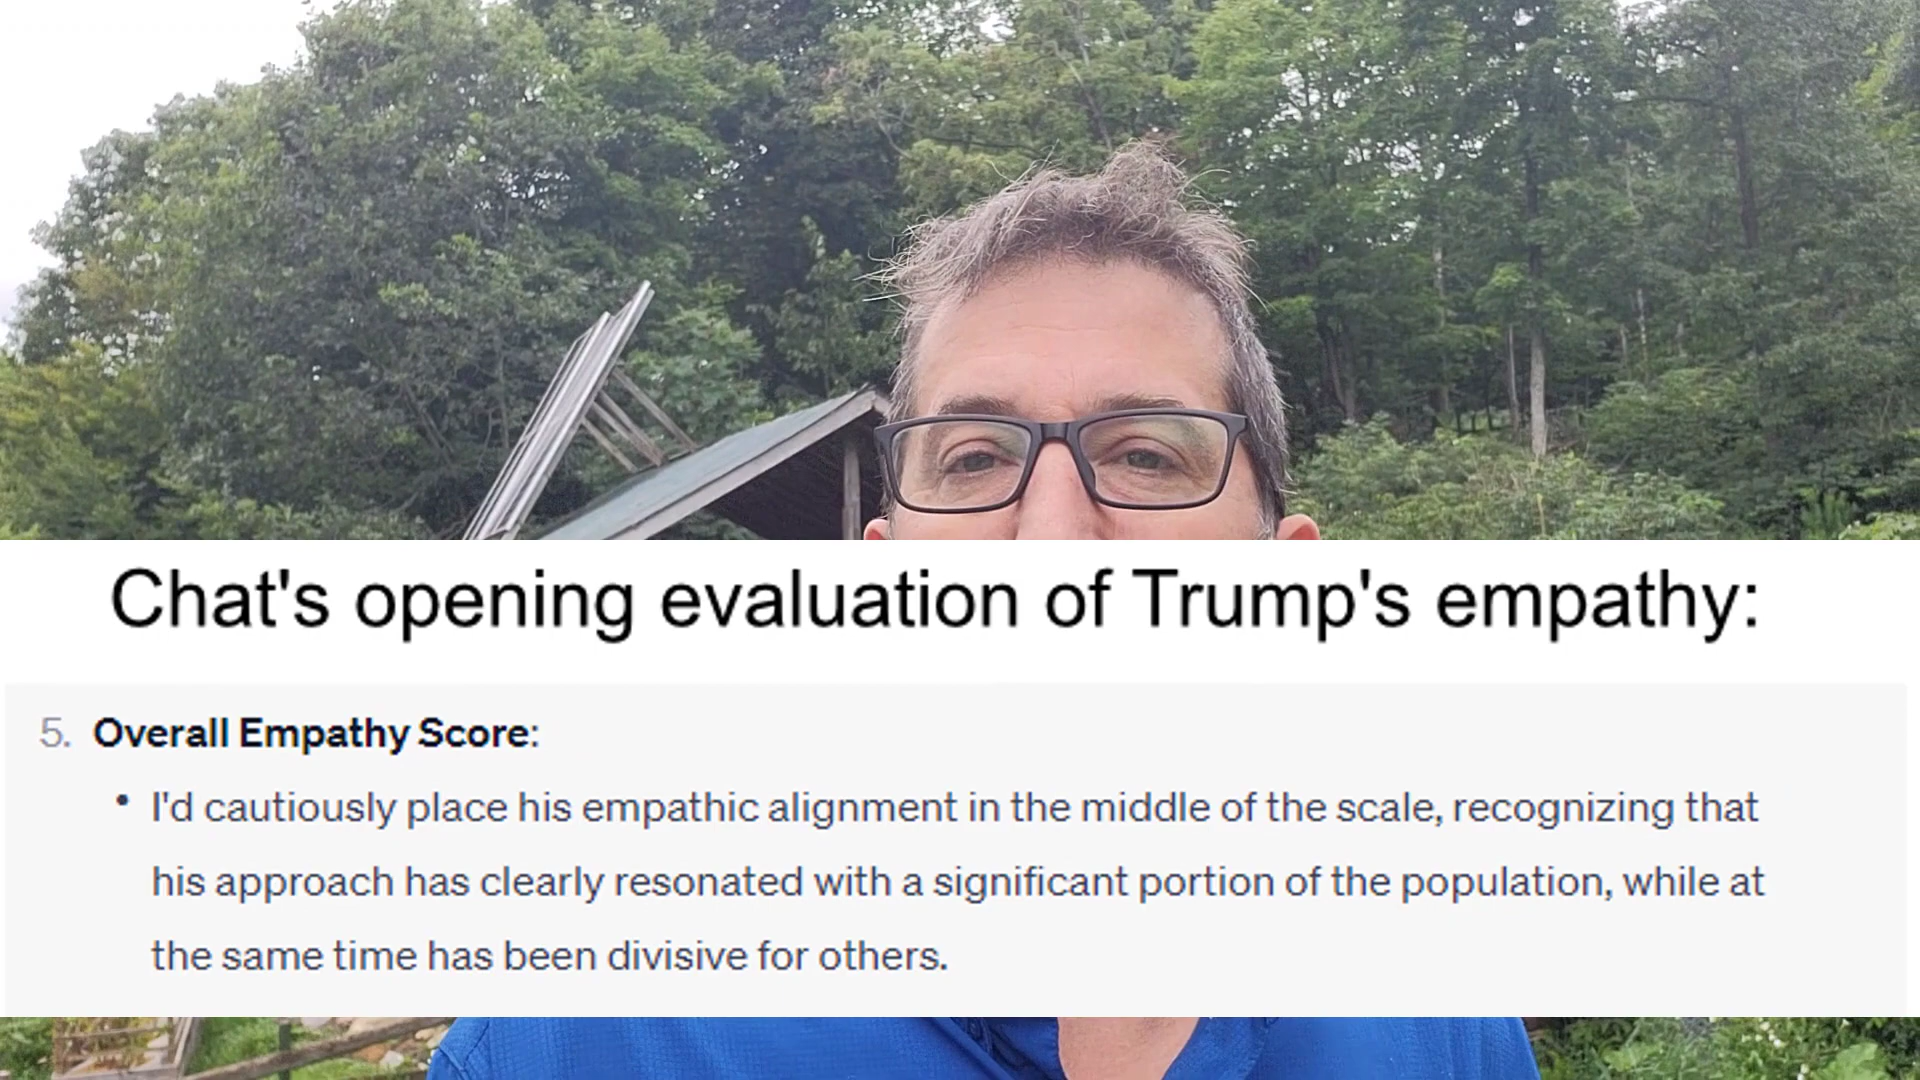 Chat's opening evaluation of Trump's empathy:
5. Overall Empathy Score:
• I'd cautiously place his empathic alignment in the middle of the scale, recognizing that
his approach has clearly resonated with a significant portion of the population, while at
the same time has been divisive for others.